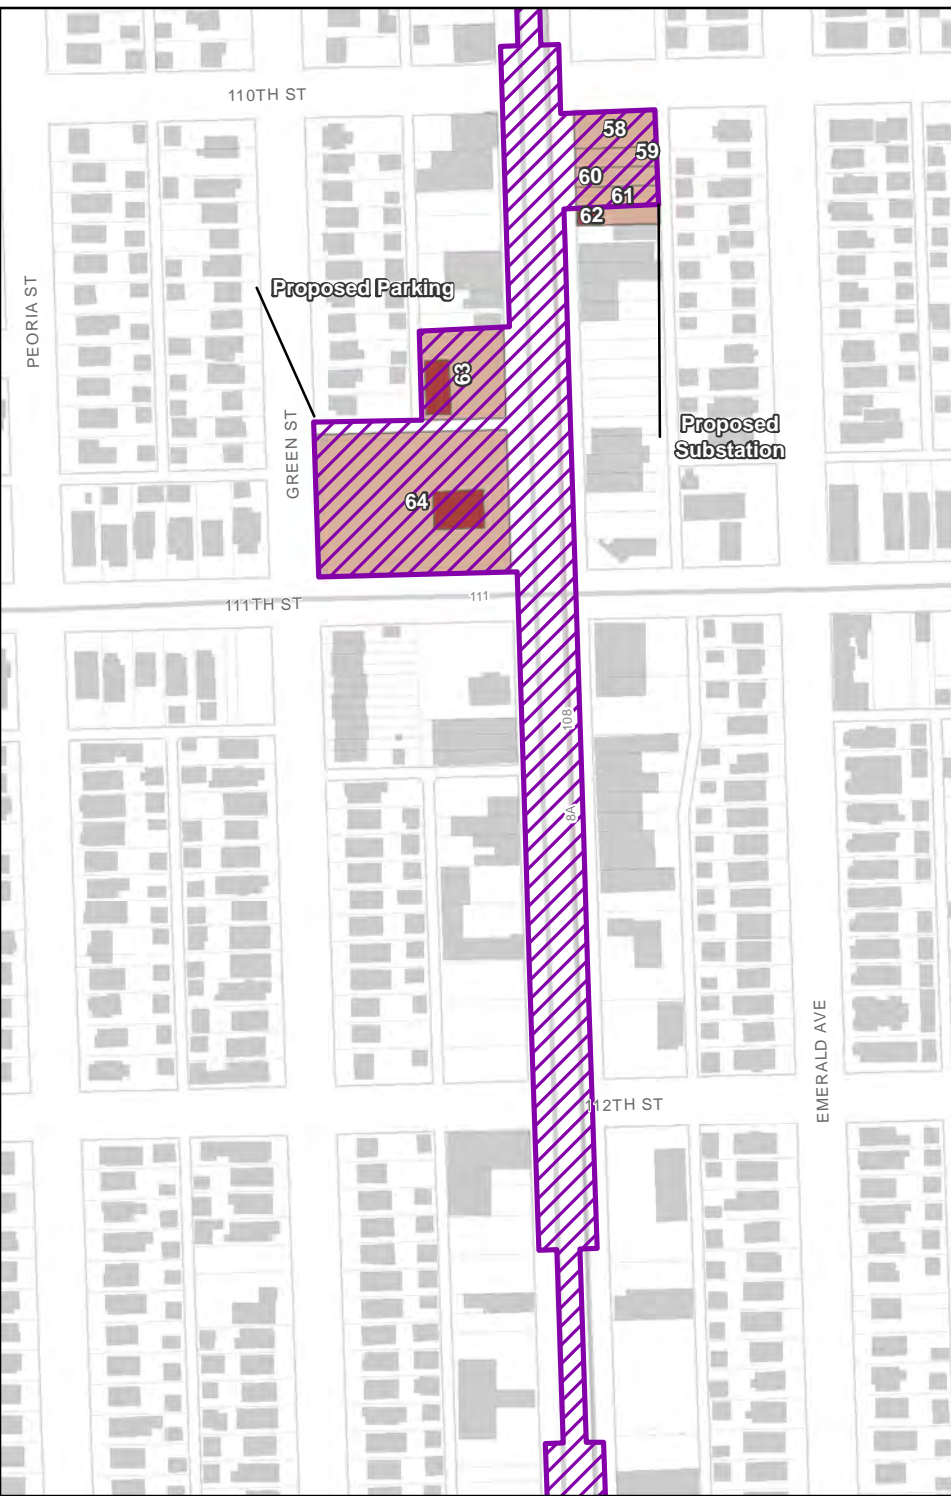 110TH ST
58
59
60
61
62
PEORIA ST
Proposed Parking
63
GREEN ST
Proposed
Substation
64
111TH ST
111
108
8A
EMERALD AVE
112TH ST